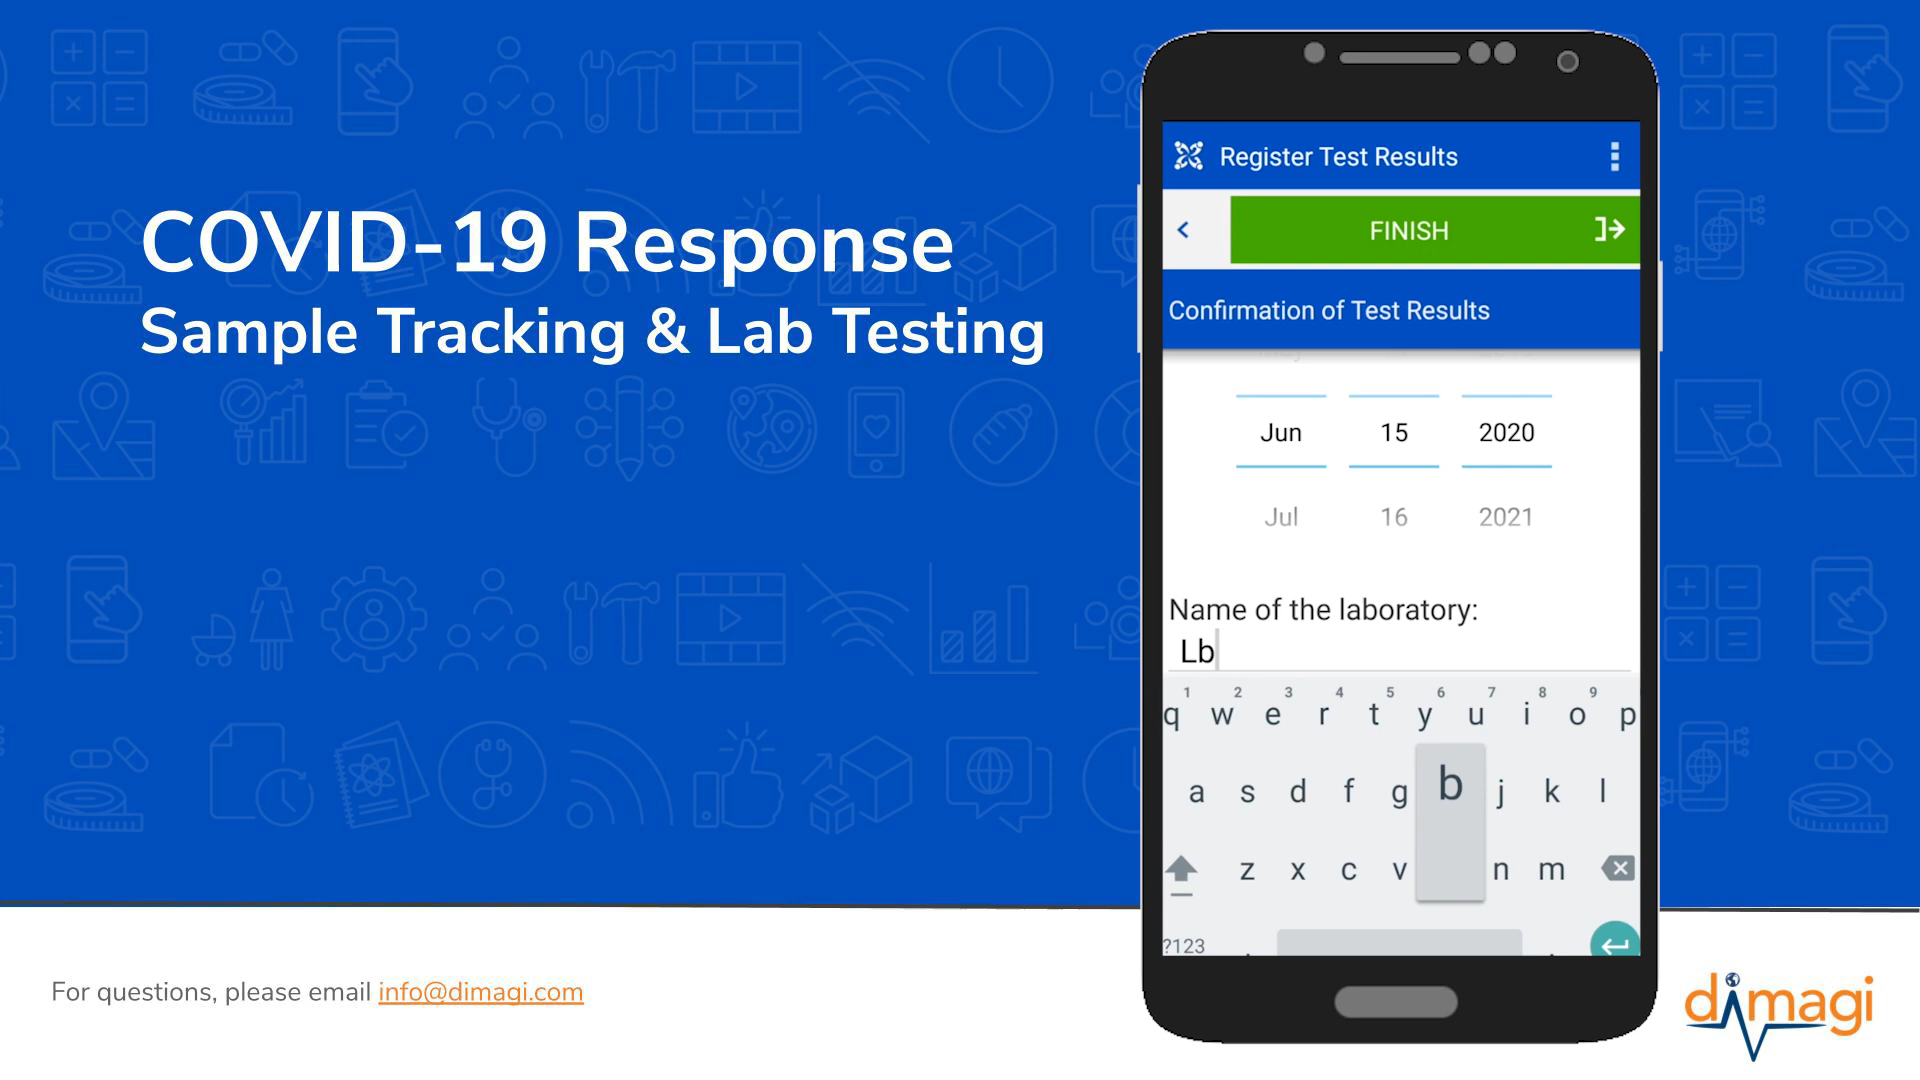 COVID-19 Response
Sample Tracking & Lab Testing
Register Test Results
FINISH
Confirmation of Test Results
Jun 15 2020
Jul 16 2021
Name of the laboratory:
Lb
1 2 3 4 5 6 7 8 9
q w e r t y u i o p
a s d f g b j k l
z x c v n m
?123
For questions, please email info@dimagi.com
dimagi